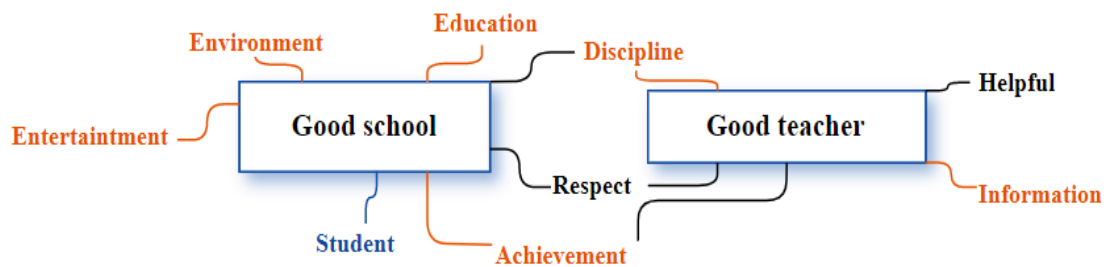 Education
Environment
Discipline
Helpful
Good school
Good teacher
Entertaintment
Respect
Information
Student
Achievement